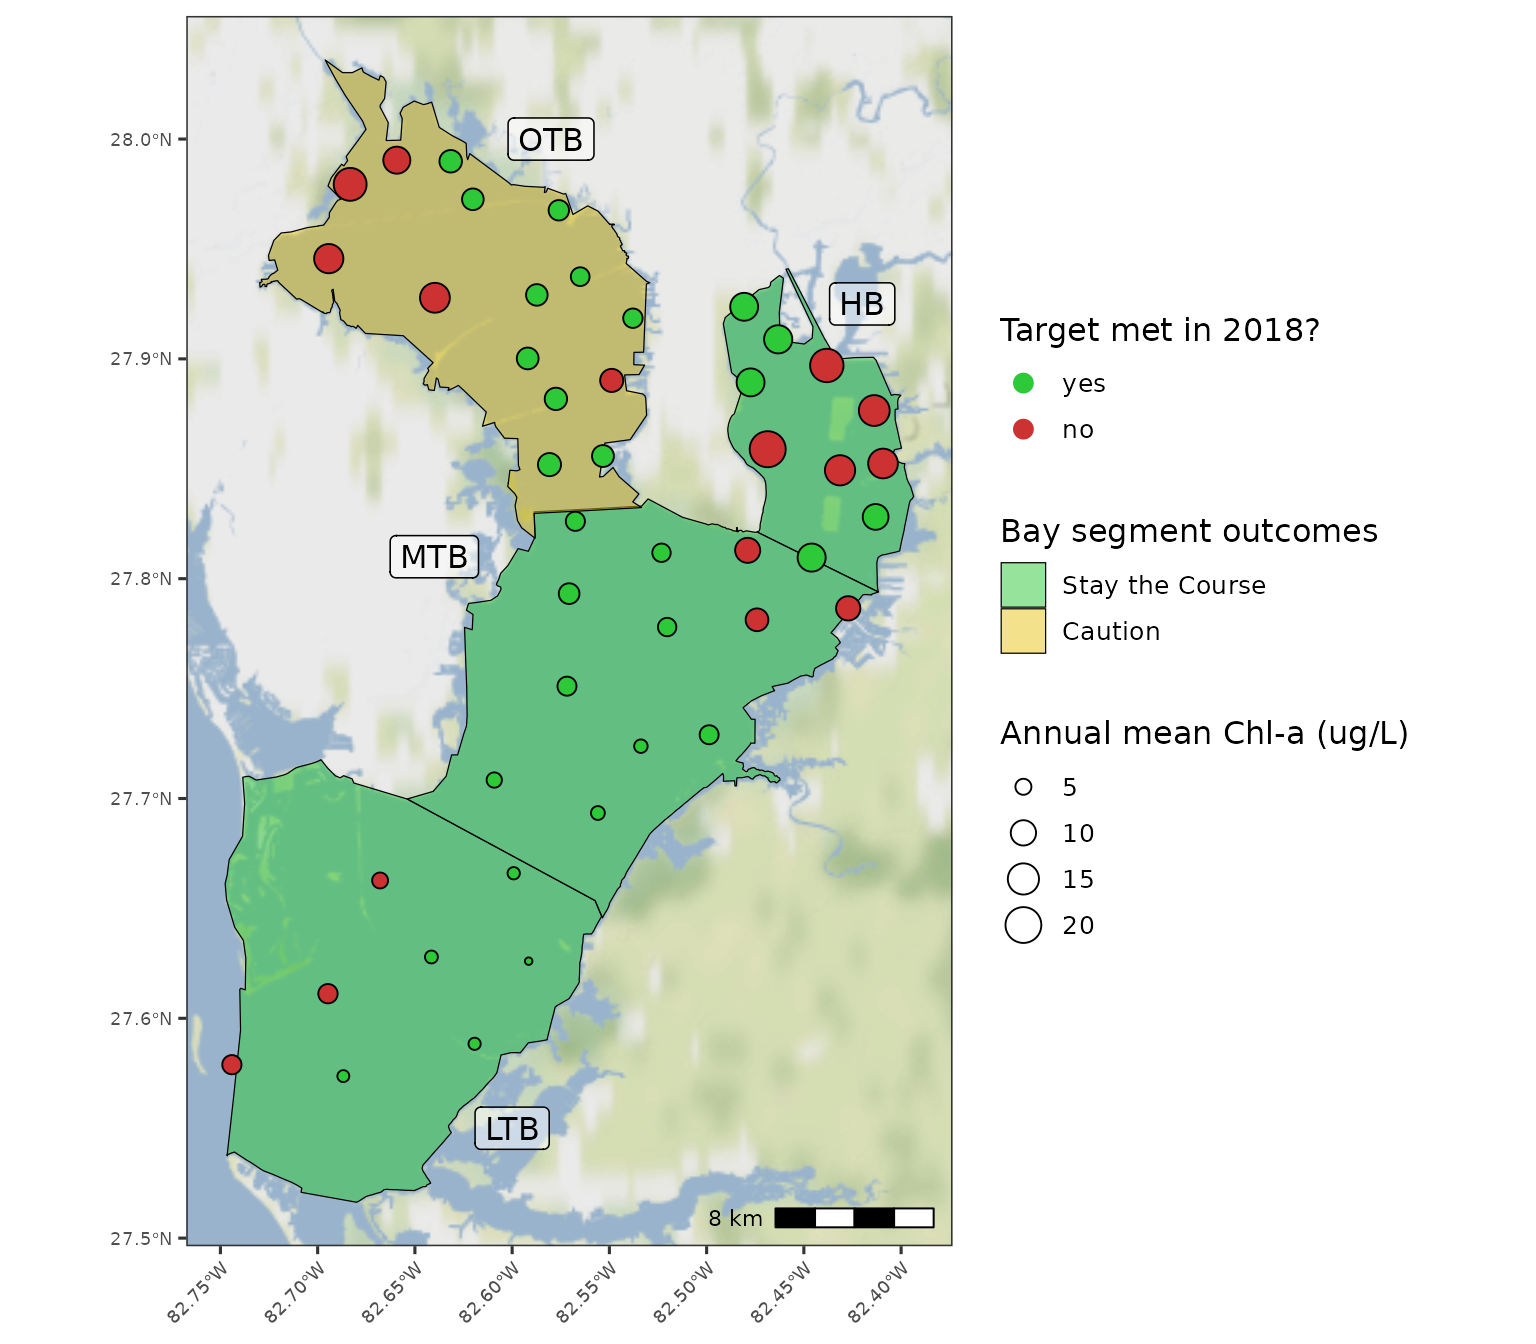 28.0°N
27.9°N
27.8°N
27.7°N
27.6°N
27.5°N
OTB
HB
MTB
LTB
8 km
82.75°W
82.70°W
82.65°W
82.60°W
82.55°W
82.50°W
82.45°W
82.40°W
Target met in 2018?
yes
no
Bay segment outcomes
Stay the Course
Caution
Annual mean Chl-a (ug/L)
5
10
15
20